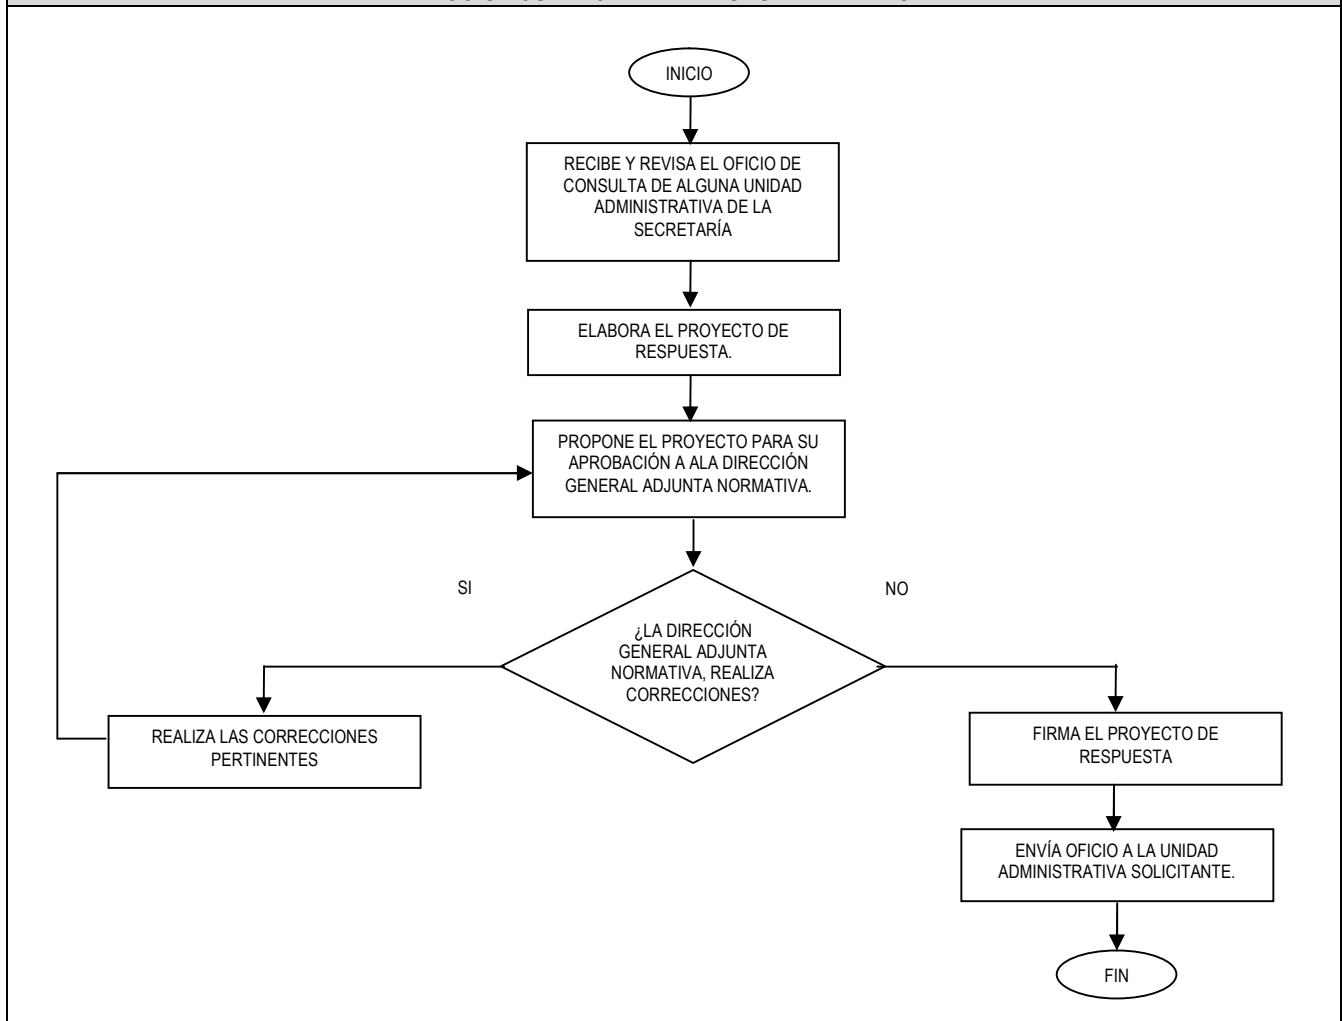 INICIO
RECIBE Y REVISA EL OFICIO DE
CONSULTA DE ALGUNA UNIDAD
ADMINISTRATIVA DE LA
SECRETARÍA
ELABORA EL PROYECTO DE
RESPUESTA.
PROPONE EL PROYECTO PARA SU
APROBACIÓN A ALA DIRECCIÓN
GENERAL ADJUNTA NORMATIVA.
SI
NO
¿LA DIRECCIÓN
GENERAL ADJUNTA
NORMATIVA, REALIZA
CORRECCIONES?
REALIZA LAS CORRECCIONES
PERTINENTES
FIRMA EL PROYECTO DE
RESPUESTA
ENVÍA OFICIO A LA UNIDAD
ADMINISTRATIVA SOLICITANTE.
FIN